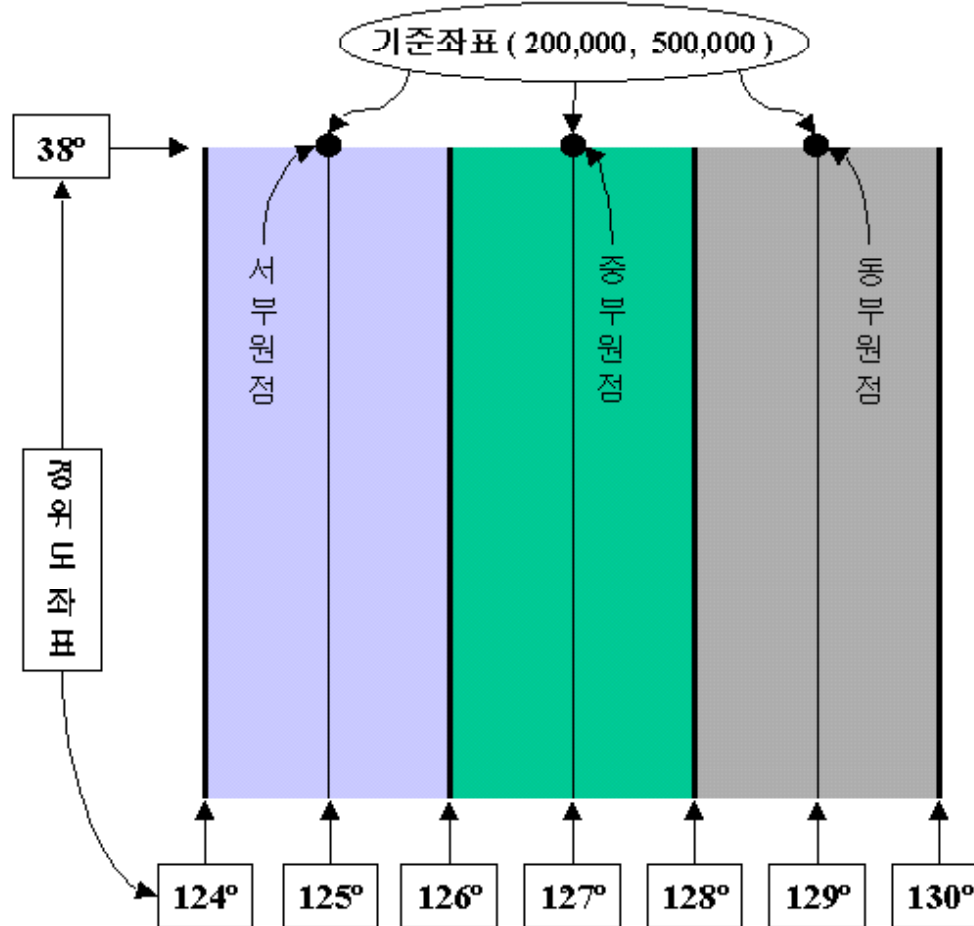 기준좌표 ( 200,000, 500,000 )
38º
서부원점
중부원점
동부원점
경위도좌표
124º
125º
126º
127º
128º
129º
130º